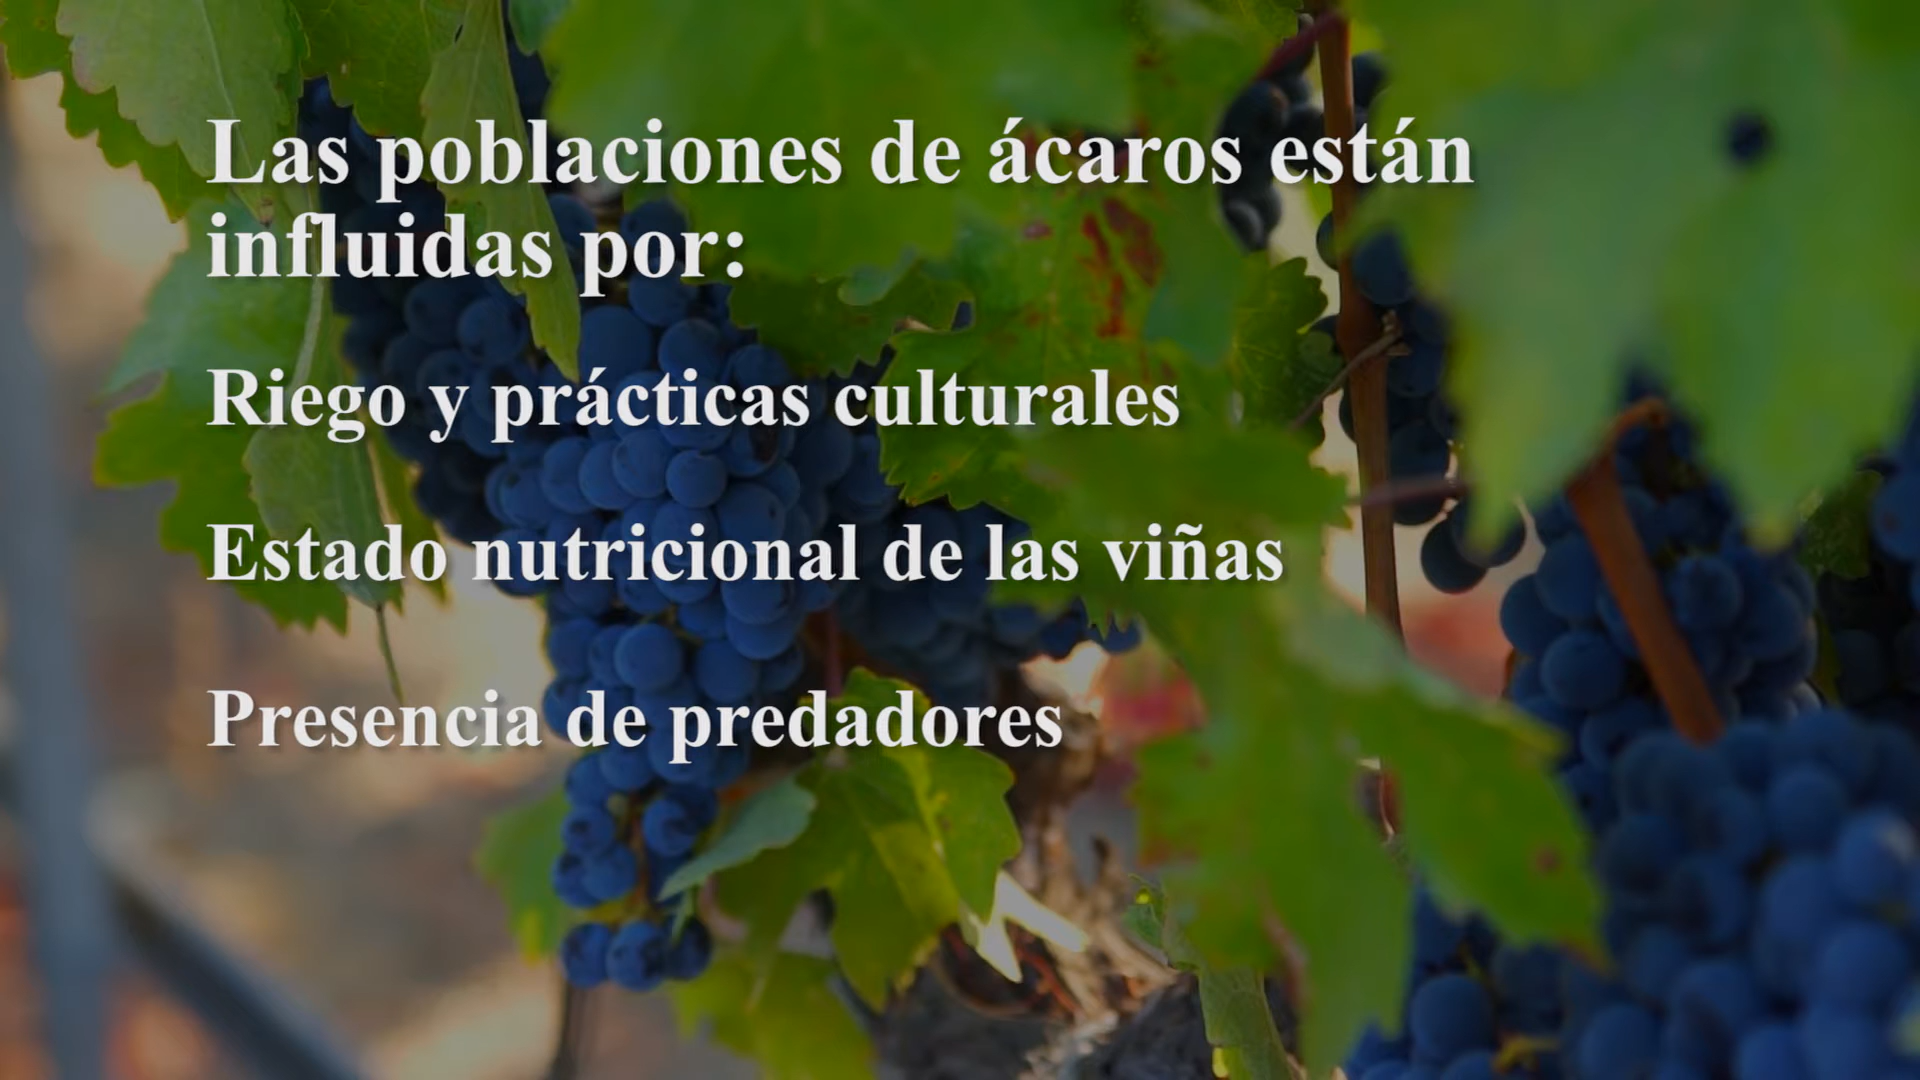 Las poblaciones de ácaros están
influidas por:
Riego y prácticas culturales
Estado nutricional de las viñas
Presencia de predadores